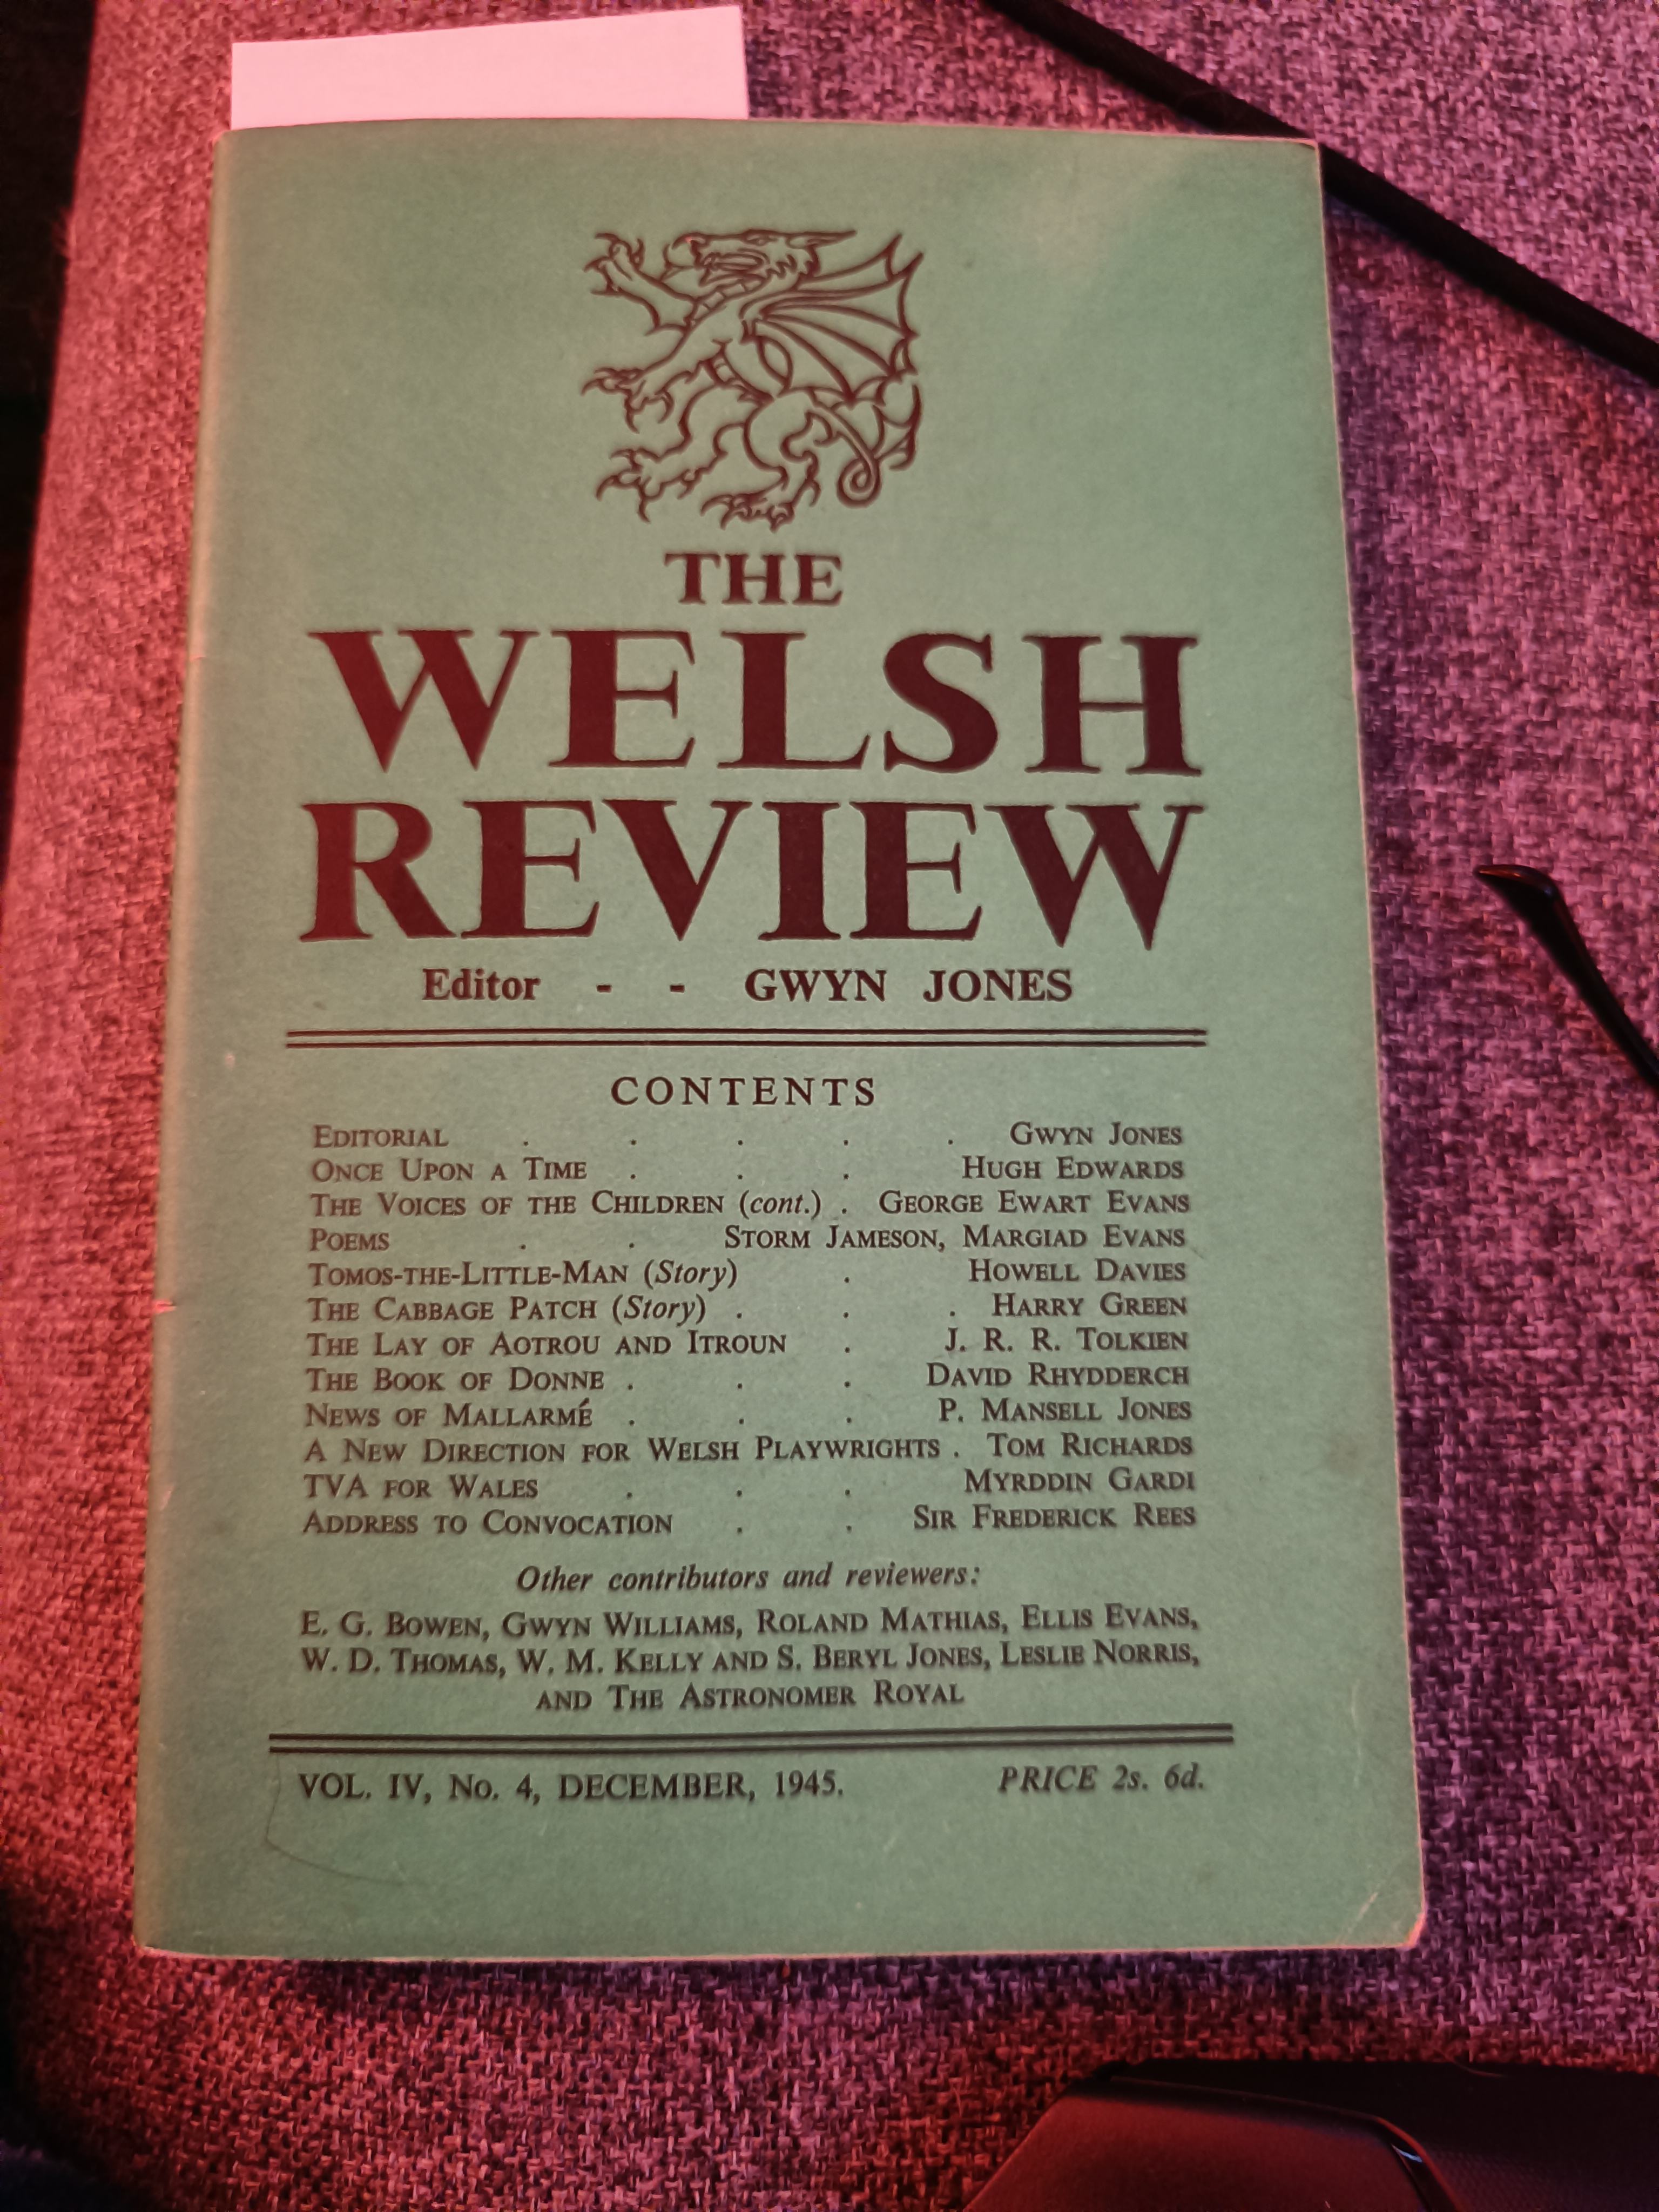 THE
WELSH
REVIEW
Editor - - GWYN JONES
CONTENTS
EDITORIAL . . . . . GWYN JONES
ONCE UPON A TIME . . . HUGH EDWARDS
THE VOICES OF THE CHILDREN (cont.) . GEORGE EWART EVANS
POEMS . . STORM JAMESON, MARGIAD EVANS
TOMOS-THE-LITTLE-MAN (Story) . HOWELL DAVIES
THE CABBAGE PATCH (Story) . . . HARRY GREEN
THE LAY OF AOTROU AND ITROUN . J. R. R. TOLKIEN
THE BOOK OF DONNE . . . DAVID RHYDDERCH
NEWS OF MALLARMÉ . . . P. MANSELL JONES
A NEW DIRECTION FOR WELSH PLAYWRIGHTS . TOM RICHARDS
TVA FOR WALES . . . MYRDDIN GARDI
ADDRESS TO CONVOCATION . . SIR FREDERICK REES
Other contributors and reviewers:
E. G. BOWEN, GWYN WILLIAMS, ROLAND MATHIAS, ELLIS EVANS,
W. D. THOMAS, W. M. KELLY AND S. BERYL JONES, LESLIE NORRIS,
AND THE ASTRONOMER ROYAL
VOL. IV, No. 4, DECEMBER, 1945. PRICE 2s. 6d.